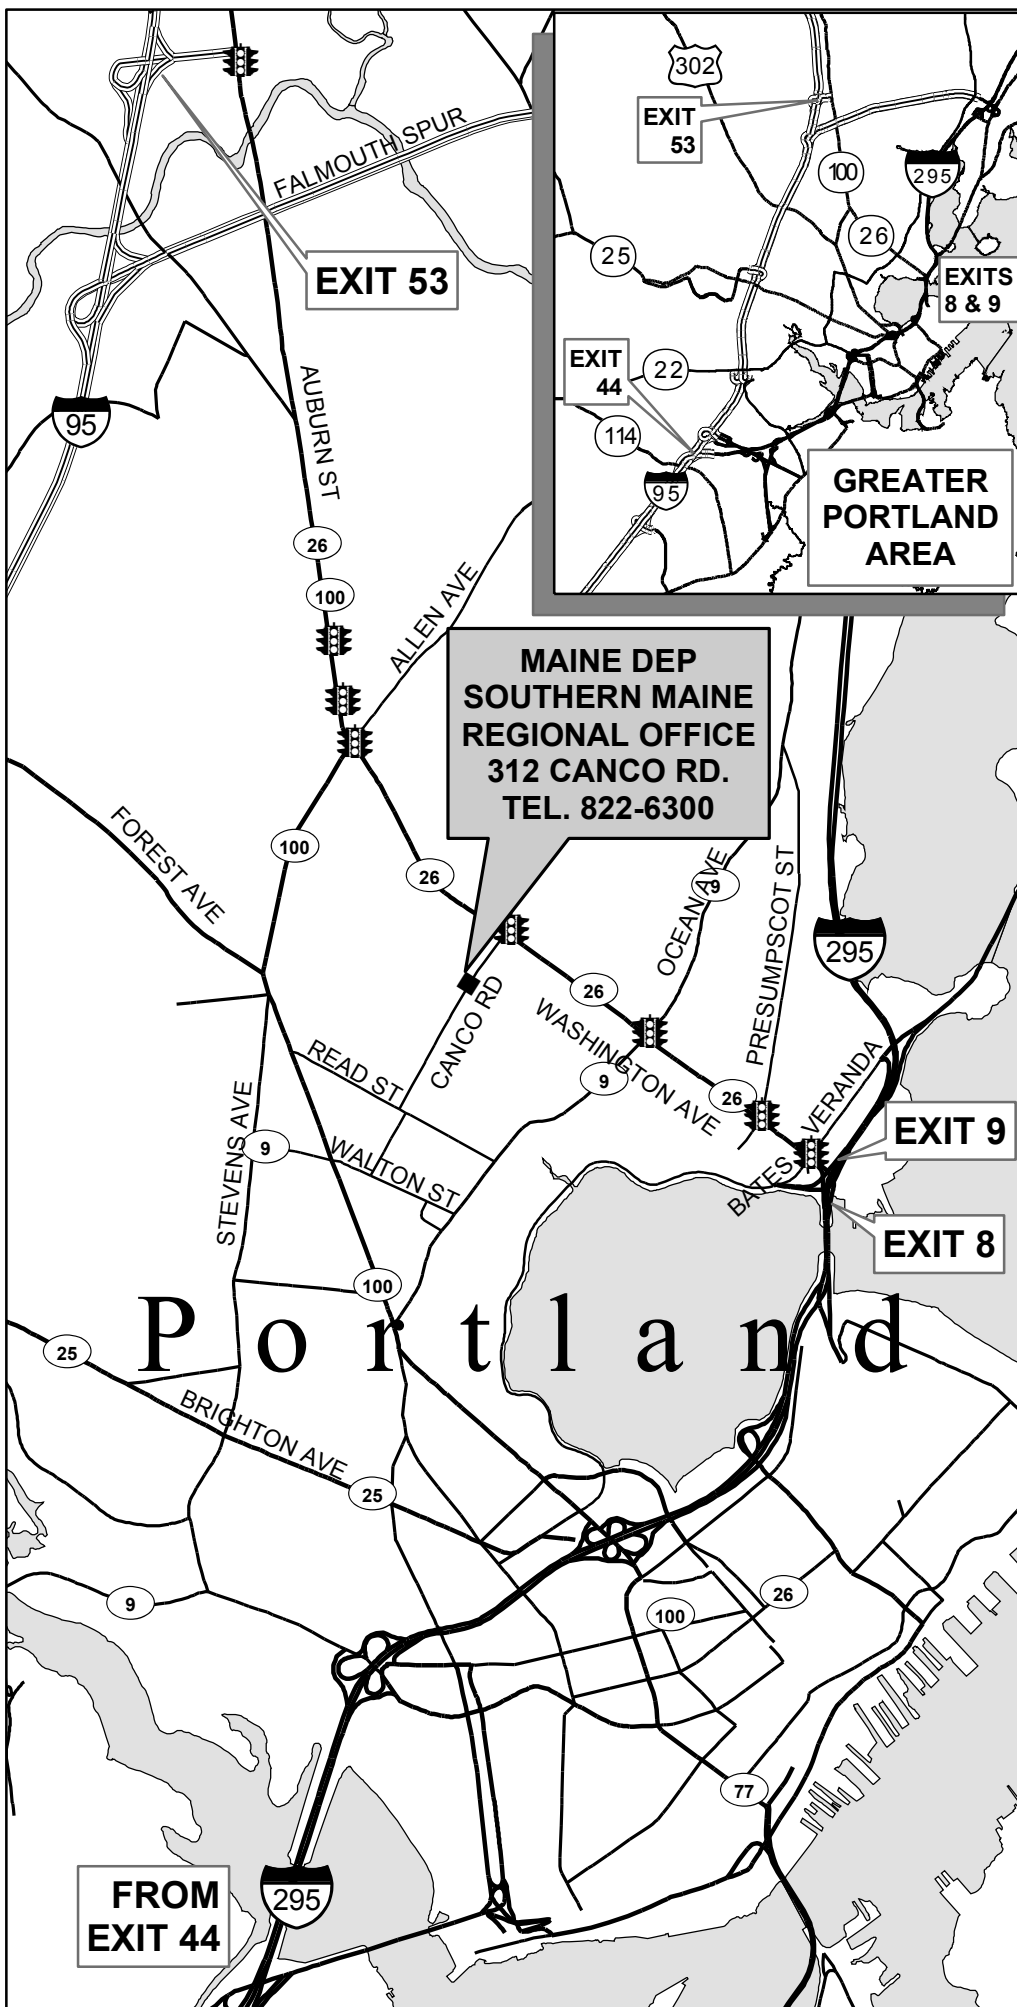 302
EXIT
53
100
295
26
25
EXITS
8 & 9
EXIT
44
22
114
95
GREATER
PORTLAND
AREA
FALMOUTH SPUR
EXIT 53
95
AUBURN ST
26
100
ALLEN AVE
MAINE DEP
SOUTHERN MAINE
REGIONAL OFFICE
312 CANCO RD.
TEL. 822-6300
FOREST AVE
100
26
OCEAN AVE
9
PRESUMPSCOT ST
295
CANCO RD
26
WASHINGTON AVE
READ ST
9
26
VERANDA
STEVENS AVE
9
WALTON ST
BATES
EXIT 9
EXIT 8
100
Portland
25
BRIGHTON AVE
25
9
26
100
77
FROM
EXIT 44
295